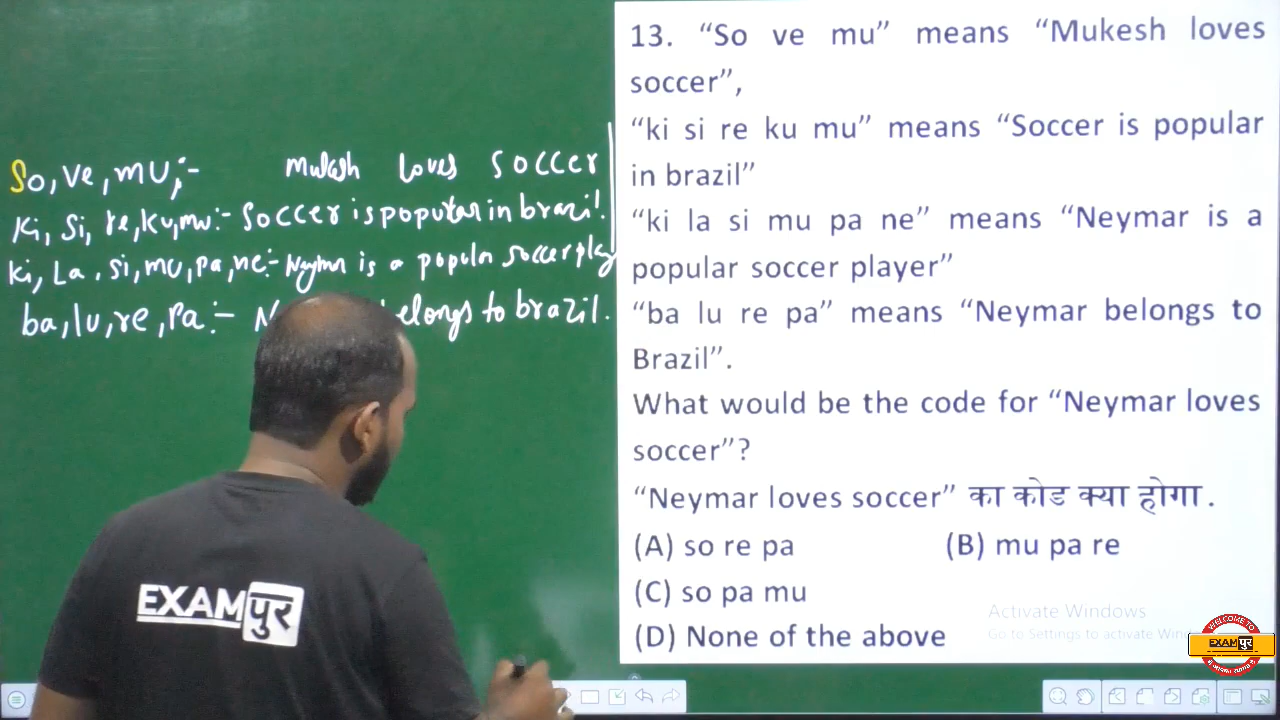 So, ve, mu,:- Mukesh loves soccer
Ki, Si, re, ku, mu:- Soccer is popular in brazil.
ki, La, si, mu, pa, ne:- is a popular soccer play
ba, lu, re, pa:- N elongs to brazil.
13. “So ve mu” means “Mukesh loves
soccer”,
“ki si re ku mu” means “Soccer is popular
in brazil”
“ki la si mu pa ne” means “Neymar is a
popular soccer player”
“ba lu re pa” means “Neymar belongs to
Brazil”.
What would be the code for “Neymar loves
soccer”?
“Neymar loves soccer” का कोड क्या होगा .
(A) so re pa (B) mu pa re
(C) so pa mu
(D) None of the above
Activate Windows
Go to Settings to activate
EXAMपुर
WELCOME TO
EXAMपुर